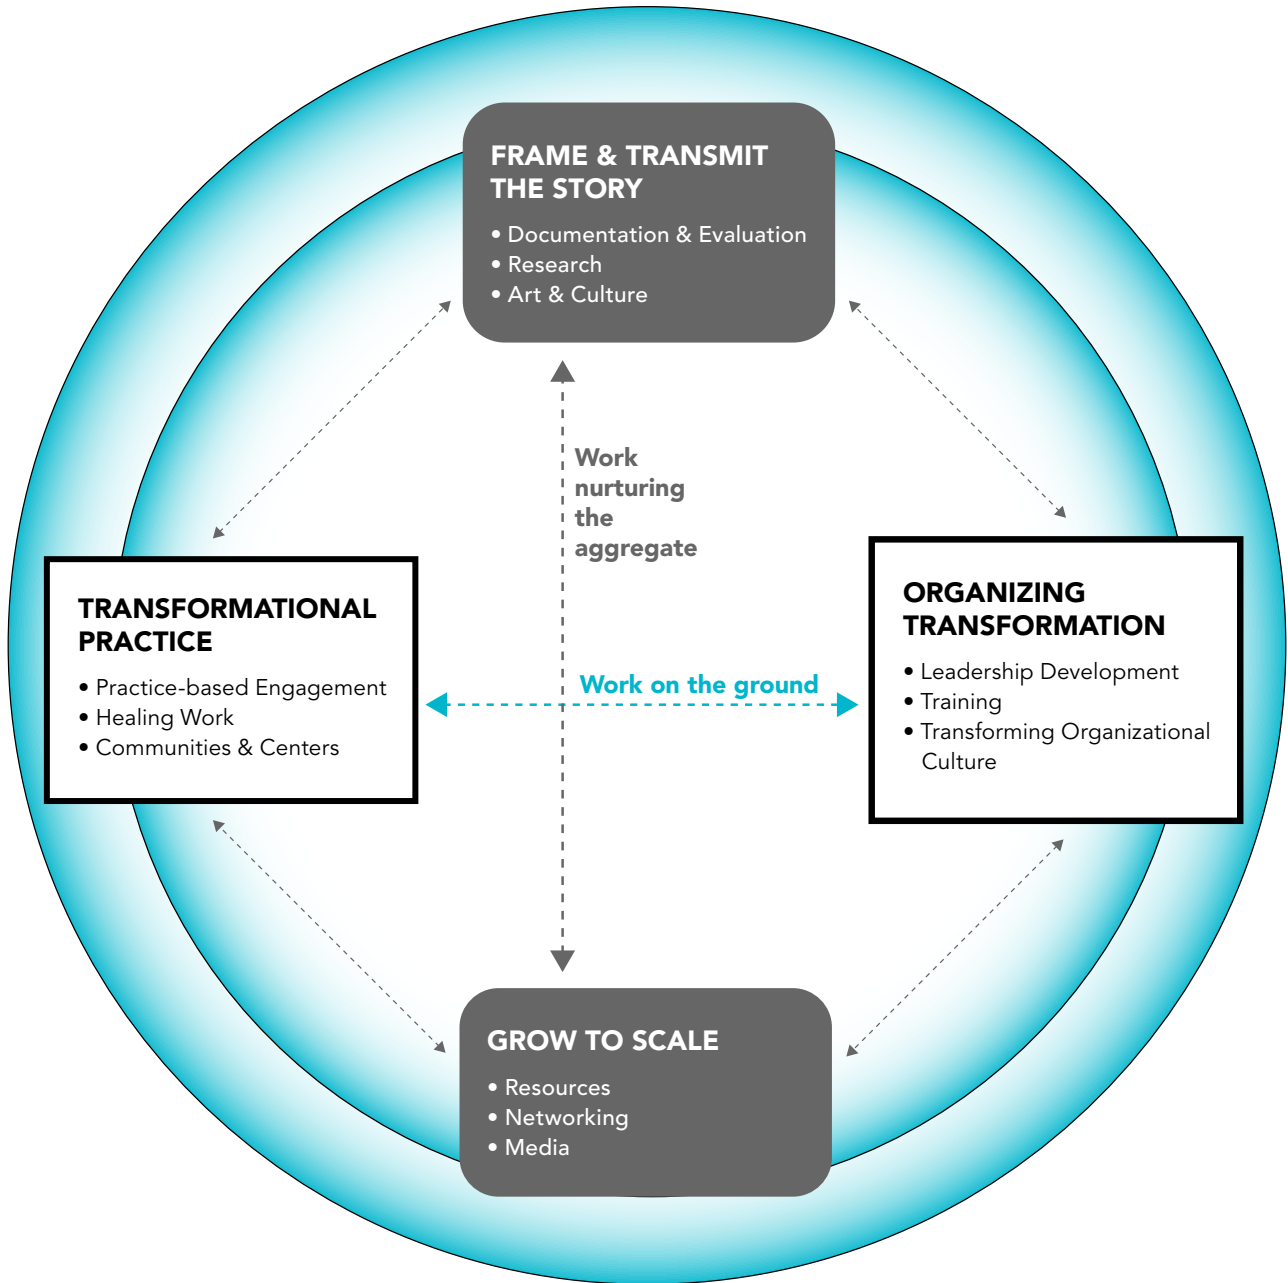 FRAME & TRANSMIT
THE STORY
• Documentation & Evaluation
• Research
• Art & Culture
Work
nurturing
the
aggregate
TRANSFORMATIONAL
PRACTICE
• Practice-based Engagement
• Healing Work
• Communities & Centers
Work on the ground
ORGANIZING
TRANSFORMATION
• Leadership Development
• Training
• Transforming Organizational
Culture
GROW TO SCALE
• Resources
• Networking
• Media